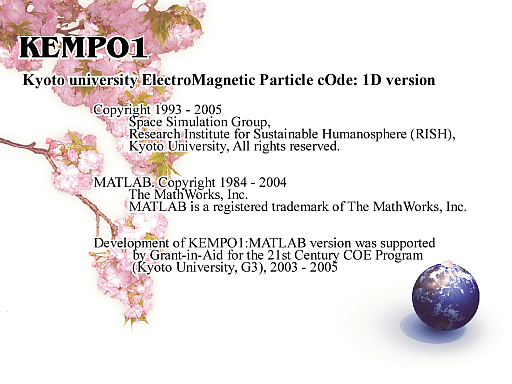 KEMPO1
Kyoto university ElectroMagnetic Particle cOde: 1D version
Copyright 1993 - 2005
Space Simulation Group,
Research Institute for Sustainable Humanosphere (RISH),
Kyoto University, All rights reserved.
MATLAB. Copyright 1984 - 2004
The MathWorks, Inc.
MATLAB is a registered trademark of The MathWorks, Inc.
Development of KEMPO1:MATLAB version was supported
by Grant-in-Aid for the 21st Century COE Program
(Kyoto University, G3), 2003 - 2005